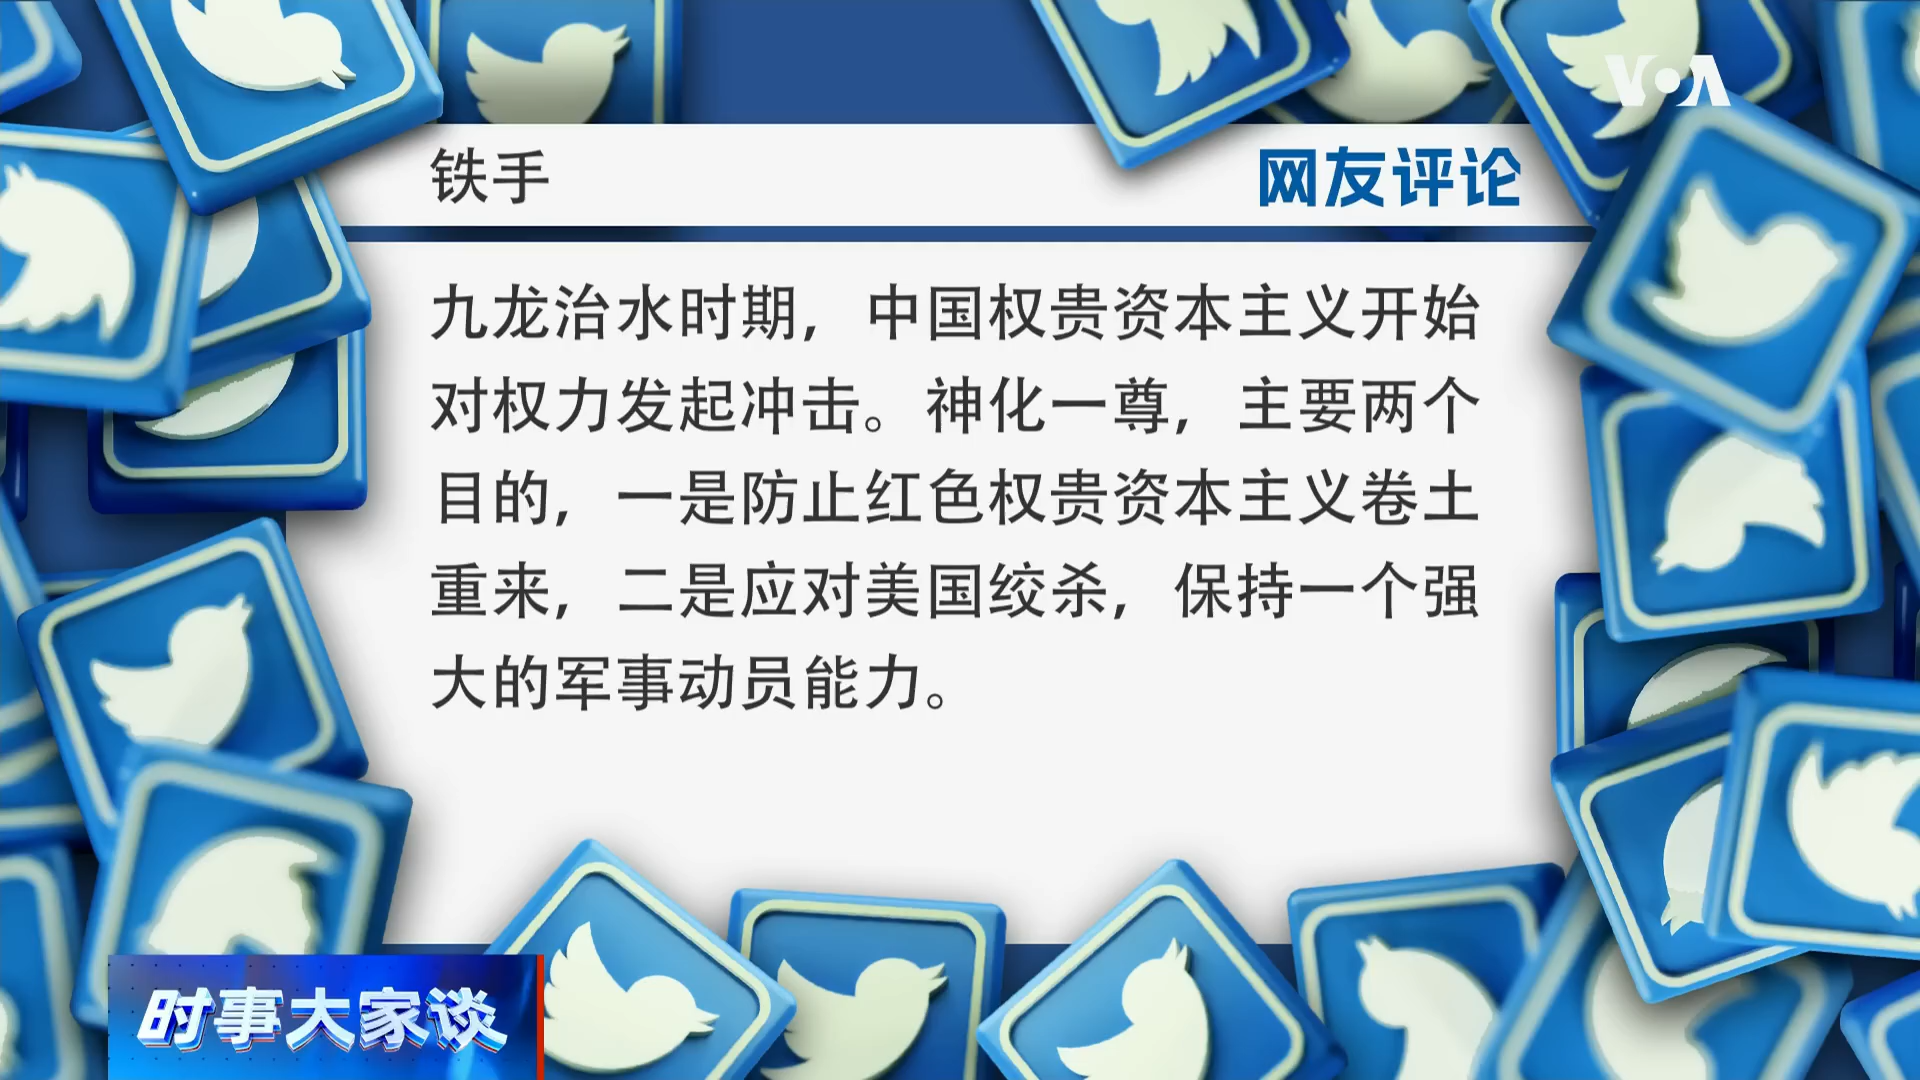 VOA
铁手
网友评论
九龙治水时期，中国权贵资本主义开始
对权力发起冲击。神化一尊，主要两个
目的，一是防止红色权贵资本主义卷土
重来，二是应对美国绞杀，保持一个强
大的军事动员能力。
时事大家谈